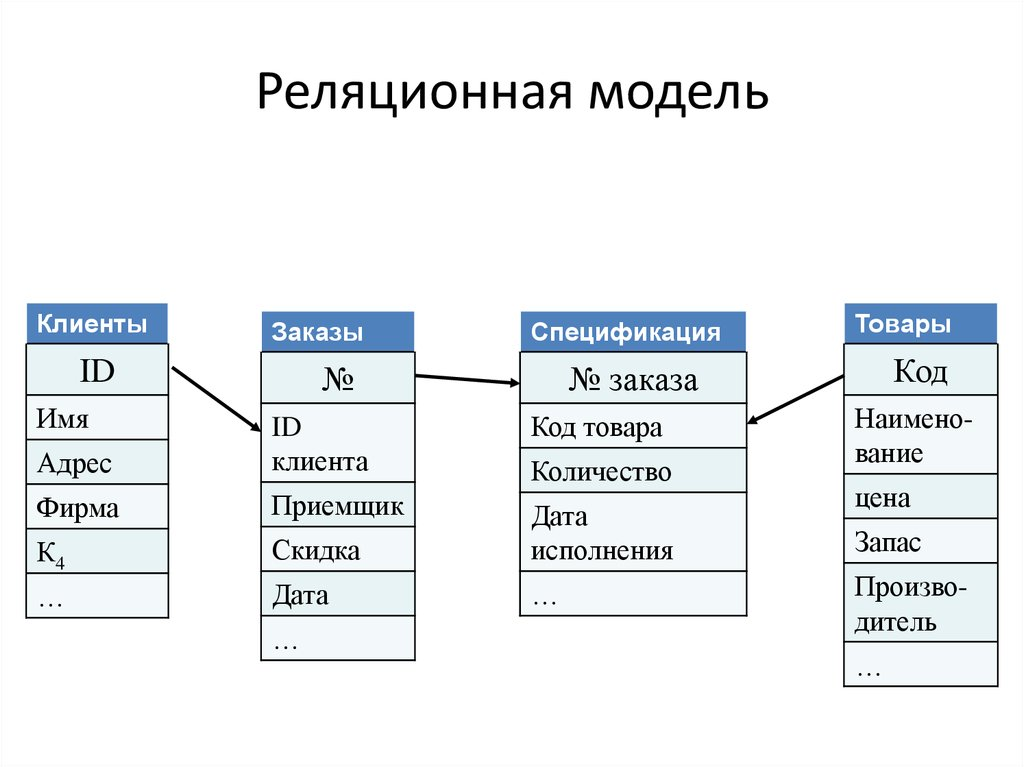 Реляционная модель
Клиенты
ID
Имя
Адрес
Фирма
К4
…
Заказы
№
ID
клиента
Приемщик
Скидка
Дата
…
Спецификация
№ заказа
Код товара
Количество
Дата
исполнения
…
Товары
Код
Наимено-
вание
цена
Запас
Произво-
дитель
…